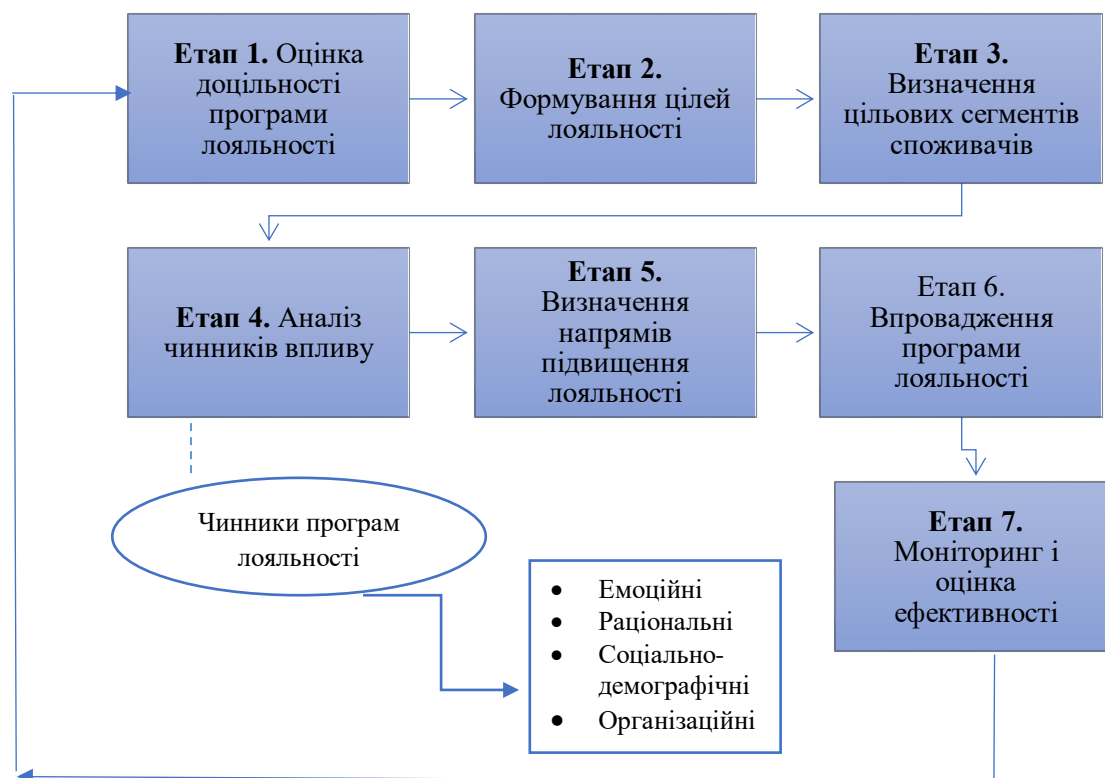 Етап 1. Оцінка
доцільності
програми
лояльності
Етап 2.
Формування цілей
лояльності
Етап 3.
Визначення
цільових сегментів
споживачів
Етап 4. Аналіз
чинників впливу
Етап 5.
Визначення
напрямів
підвищення
лояльності
Етап 6.
Впровадження
програми
лояльності
Чинники програм
лояльності
• Емоційні
• Раціональні
• Соціально-
демографічні
• Організаційні
Етап 7.
Моніторинг і
оцінка
ефективності